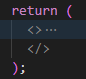 return (
<>⋯
</>
);